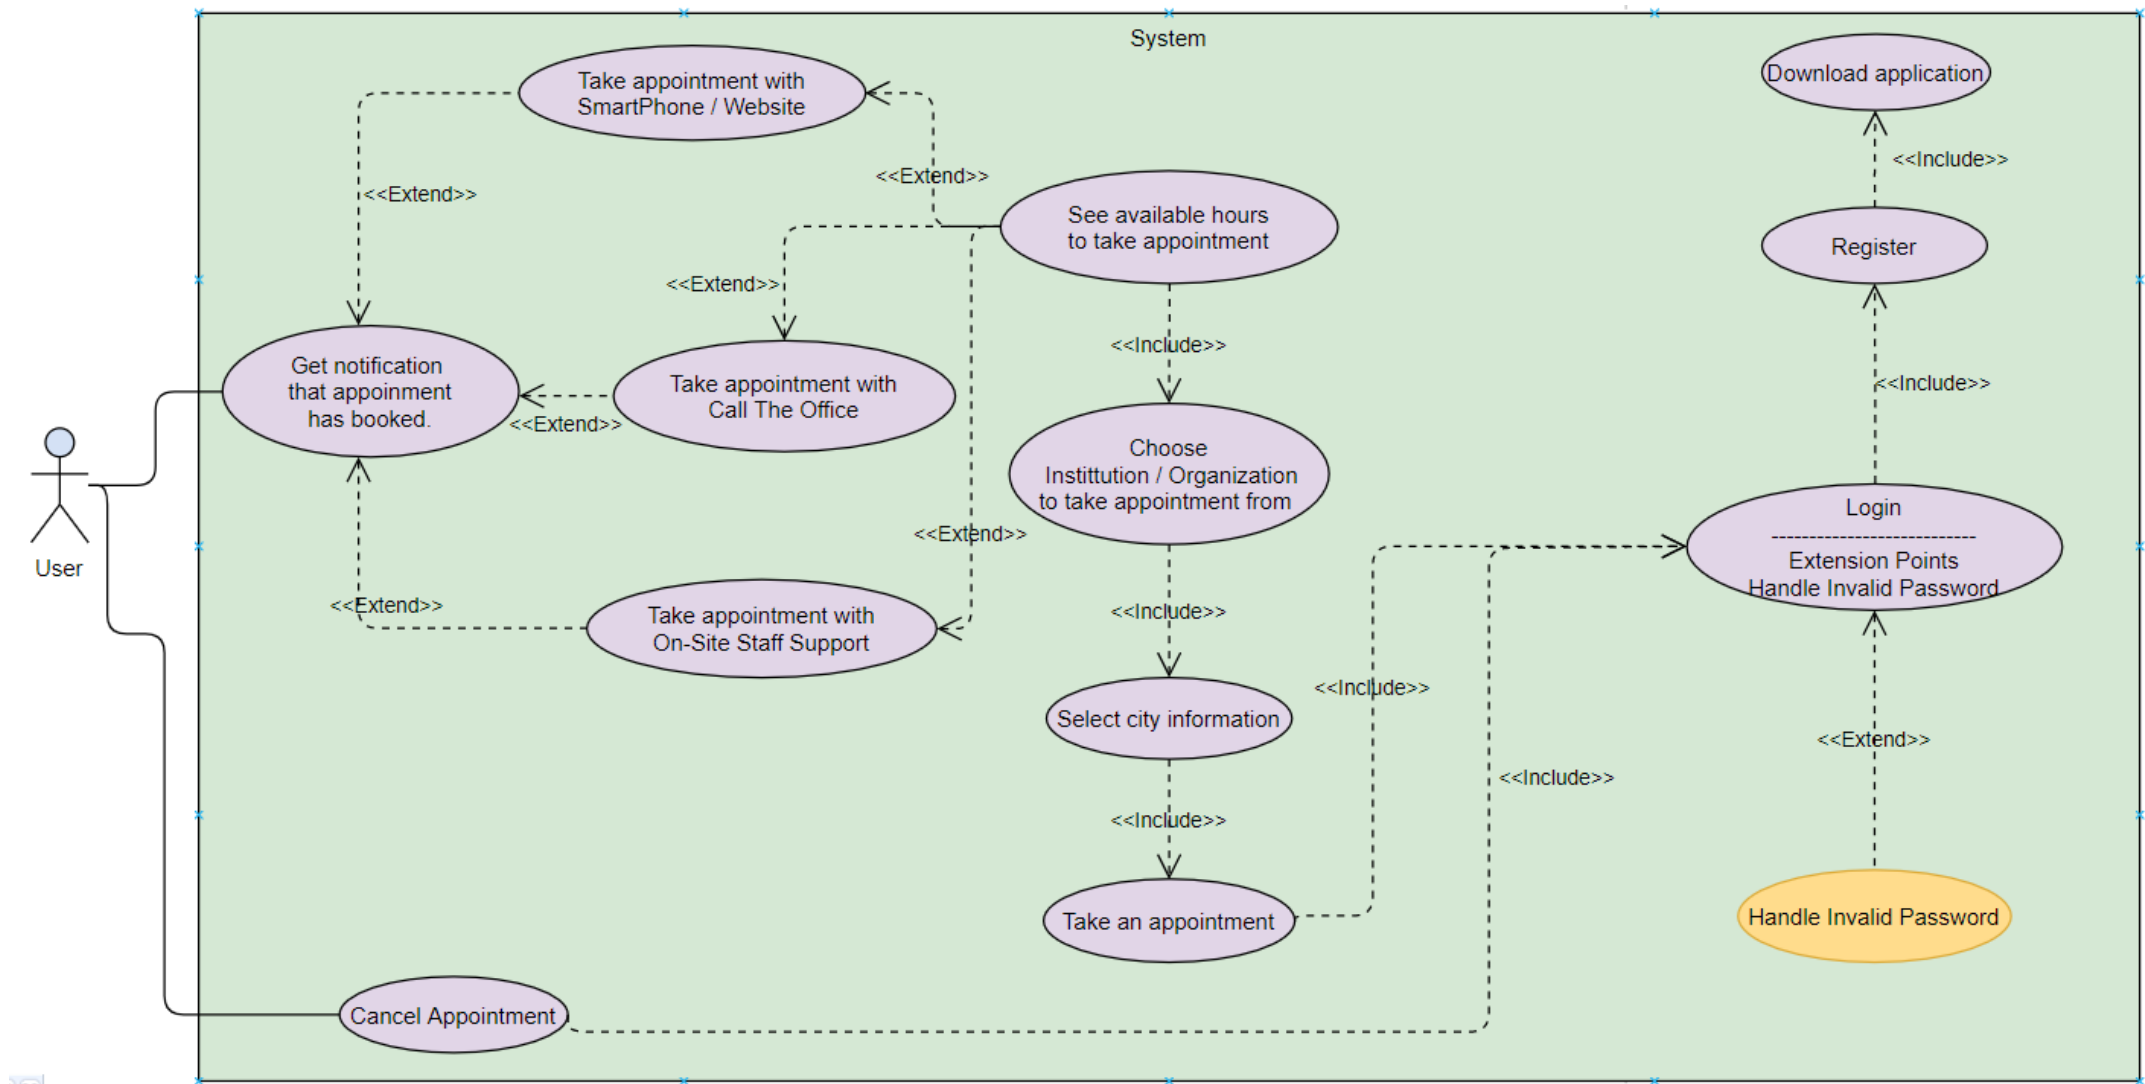 System
Take appointment with
SmartPhone / Website
Download application
<<Include>>
<<Extend>>
<<Extend>>
See available hours
to take appointment
Register
<<Extend>>
<<Include>>
Get notification
that appoinment
has booked.
Take appointment with
Call The Office
<<Extend>>
<<Include>>
Choose
Instittution / Organization
to take appointment from
Login
----------------------------
Extension Points
Handle Invalid Password
<<Extend>>
User
<<Extend>>
Take appointment with
On-Site Staff Support
<<Include>>
<<Include>>
Select city information
<<Extend>>
<<Include>>
<<Include>>
Take an appointment
Handle Invalid Password
Cancel Appointment